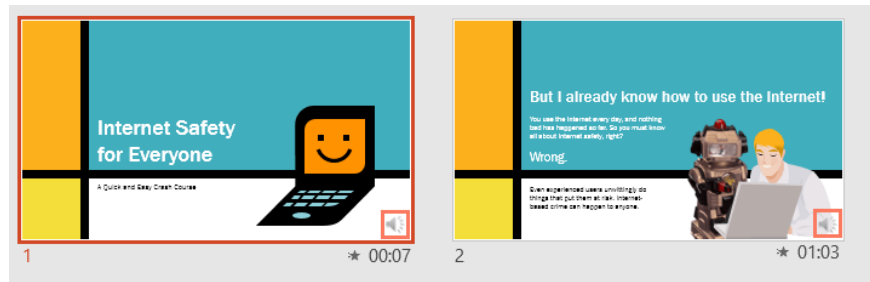 Internet Safety
for Everyone
A Quick and Easy Crash Course
1
00:07
But I already know how to use the Internet!
You use the Internet every day, and nothing
bad has happened so far. So you must know
all about Internet safety, right?
Wrong.
Even experienced users unwittingly do
things that put them at risk. Internet-
based crime can happen to anyone.
2
01:03